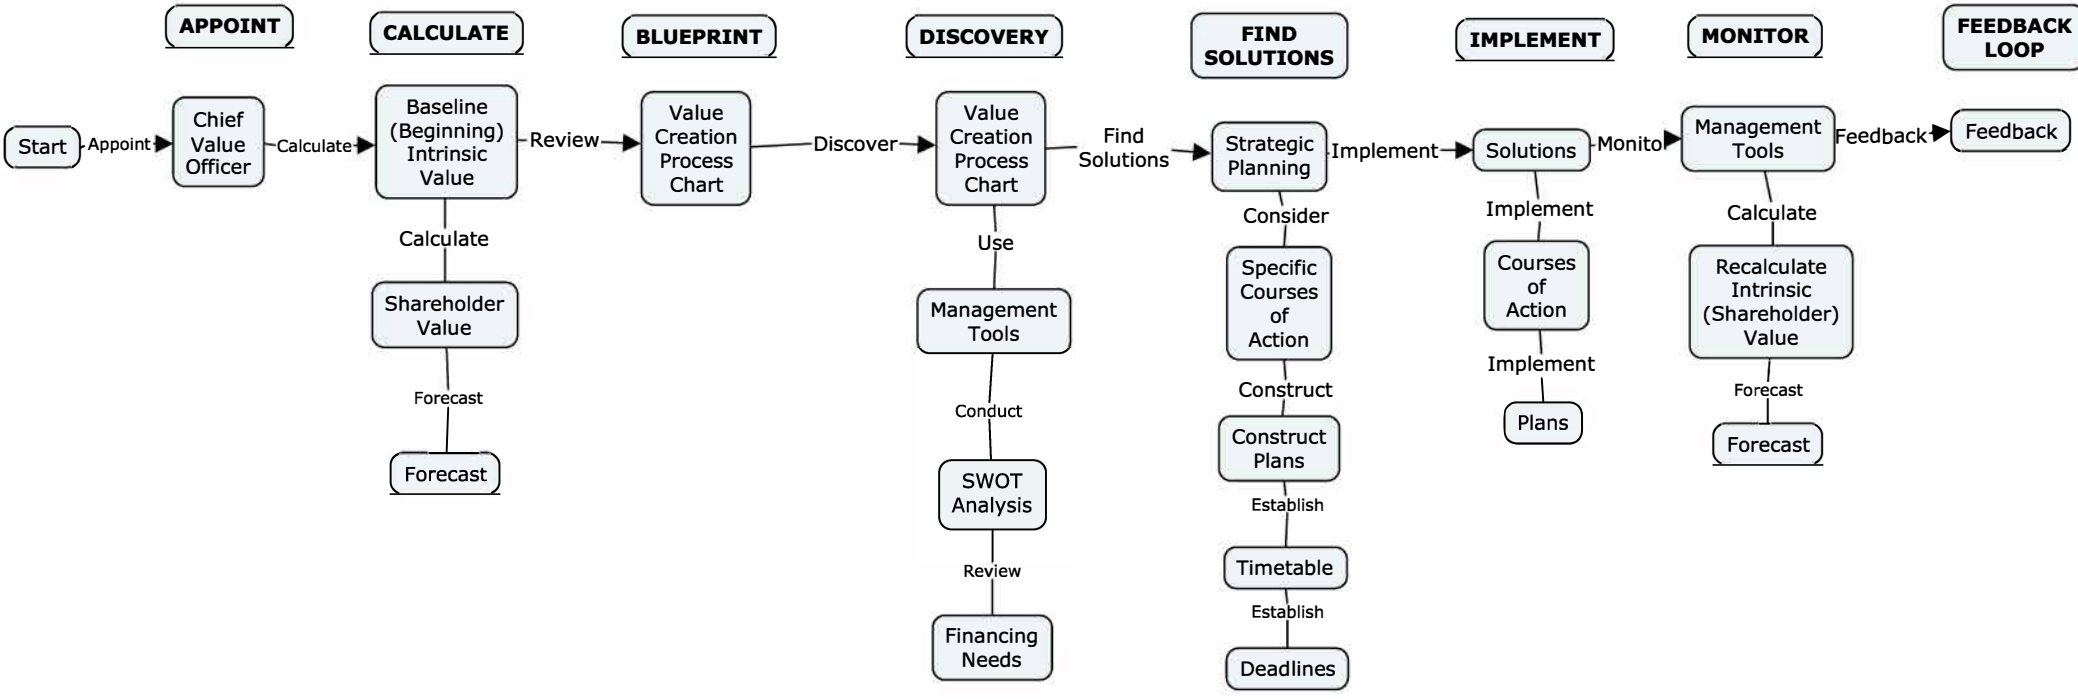 APPOINT
CALCULATE
BLUEPRINT
DISCOVERY
FIND
SOLUTIONS
IMPLEMENT
MONITOR
FEEDBACK
LOOP
Start
Appoint
Chief
Value
Officer
Calculate
Baseline
(Beginning)
Intrinsic
Value
Review
Value
Creation
Process
Chart
Discover
Value
Creation
Process
Chart
Find
Solutions
Strategic
Planning
Implement
Solutions
Monito
Management
Tools
Feedback
Feedback
Calculate
Shareholder
Value
Forecast
Forecast
Use
Management
Tools
Conduct
SWOT
Analysis
Review
Financing
Needs
Consider
Specific
Courses
of
Action
Construct
Construct
Plans
Establish
Timetable
Establish
Deadlines
Implement
Courses
of
Action
Implement
Plans
Calculate
Recalculate
Intrinsic
(Shareholder)
Value
Forecast
Forecast